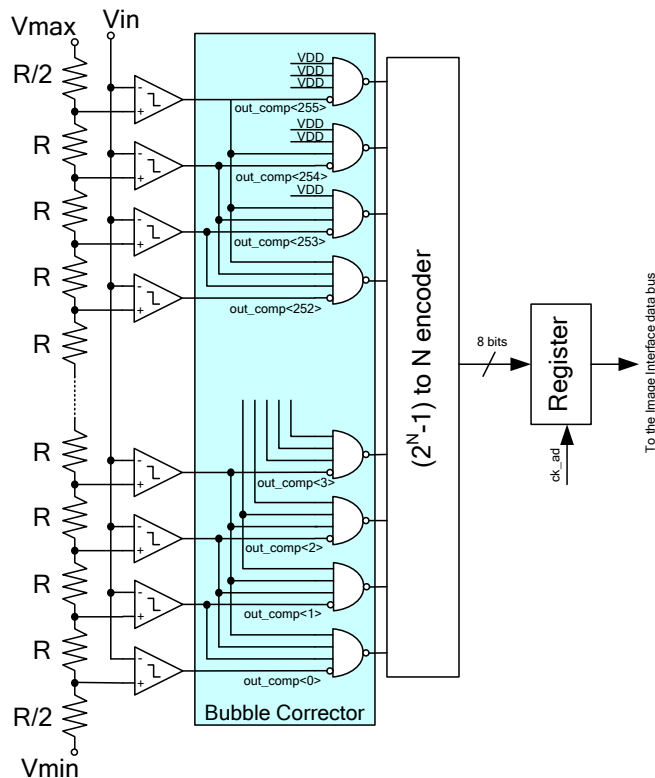 Vmax
Vin
R/2
R
R
R
R
R
R
R
R
R
R/2
Vmin
-
+
-
+
-
+
-
+
-
+
-
+
-
+
-
+
VDD
VDD
VDD
out_comp<255>
VDD
VDD
out_comp<254>
VDD
out_comp<253>
out_comp<252>
out_comp<3>
out_comp<2>
out_comp<1>
out_comp<0>
Bubble Corrector
(2^N-1) to N encoder
8 bits
Register
ck_ad
To the Image Interface data bus